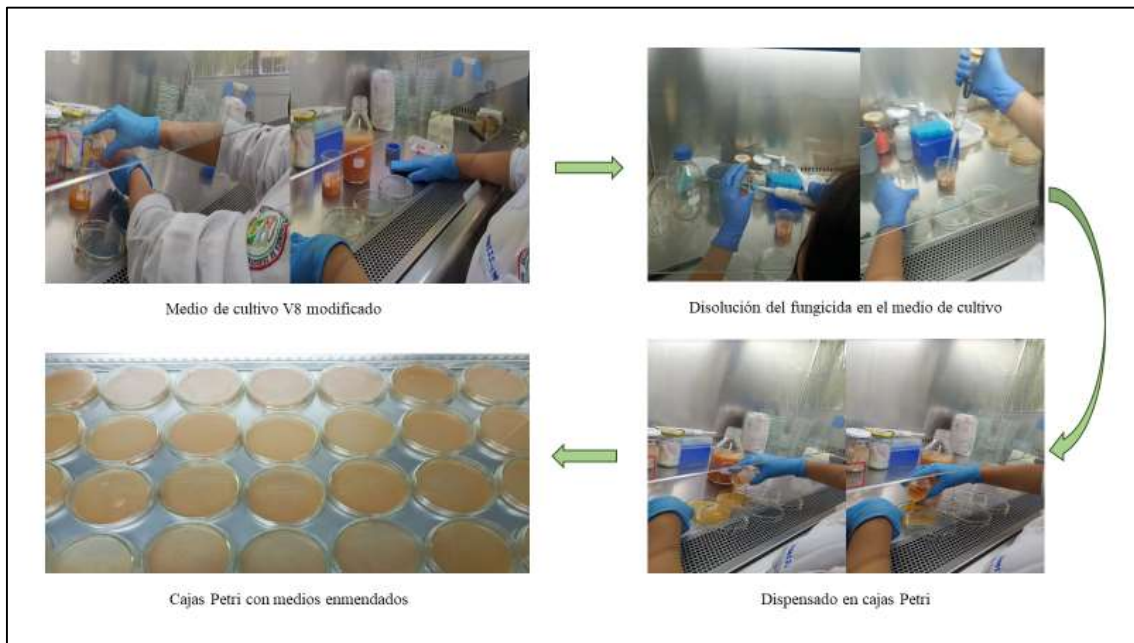 Medio de cultivo V8 modificado
Disolución del fungicida en el medio de cultivo
Dispensado en cajas Petri
Cajas Petri con medios enmendados